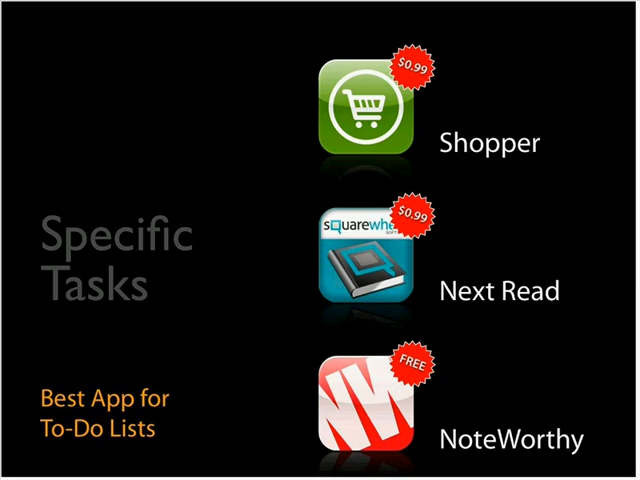 $0.99
Shopper
$0.99
Next Read
Specific
Tasks
FREE
NoteWorthy
Best App for
To-Do Lists